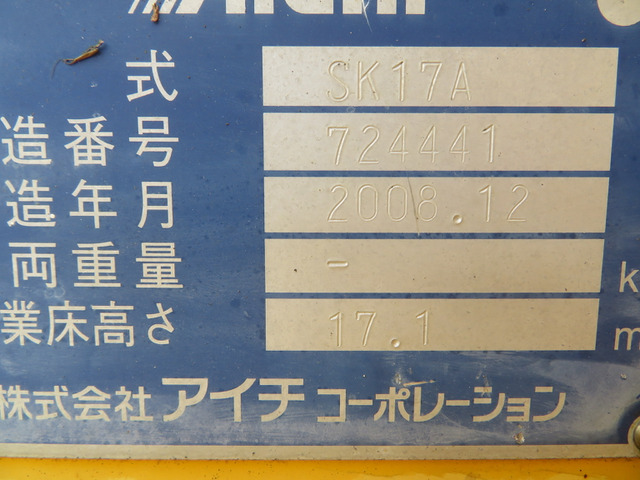 Aichi
式 SK17A
造番号 724441
造年月 2008.12
両重量 - k
業床高さ 17.1 m
株式会社 アイチ コーポレーション